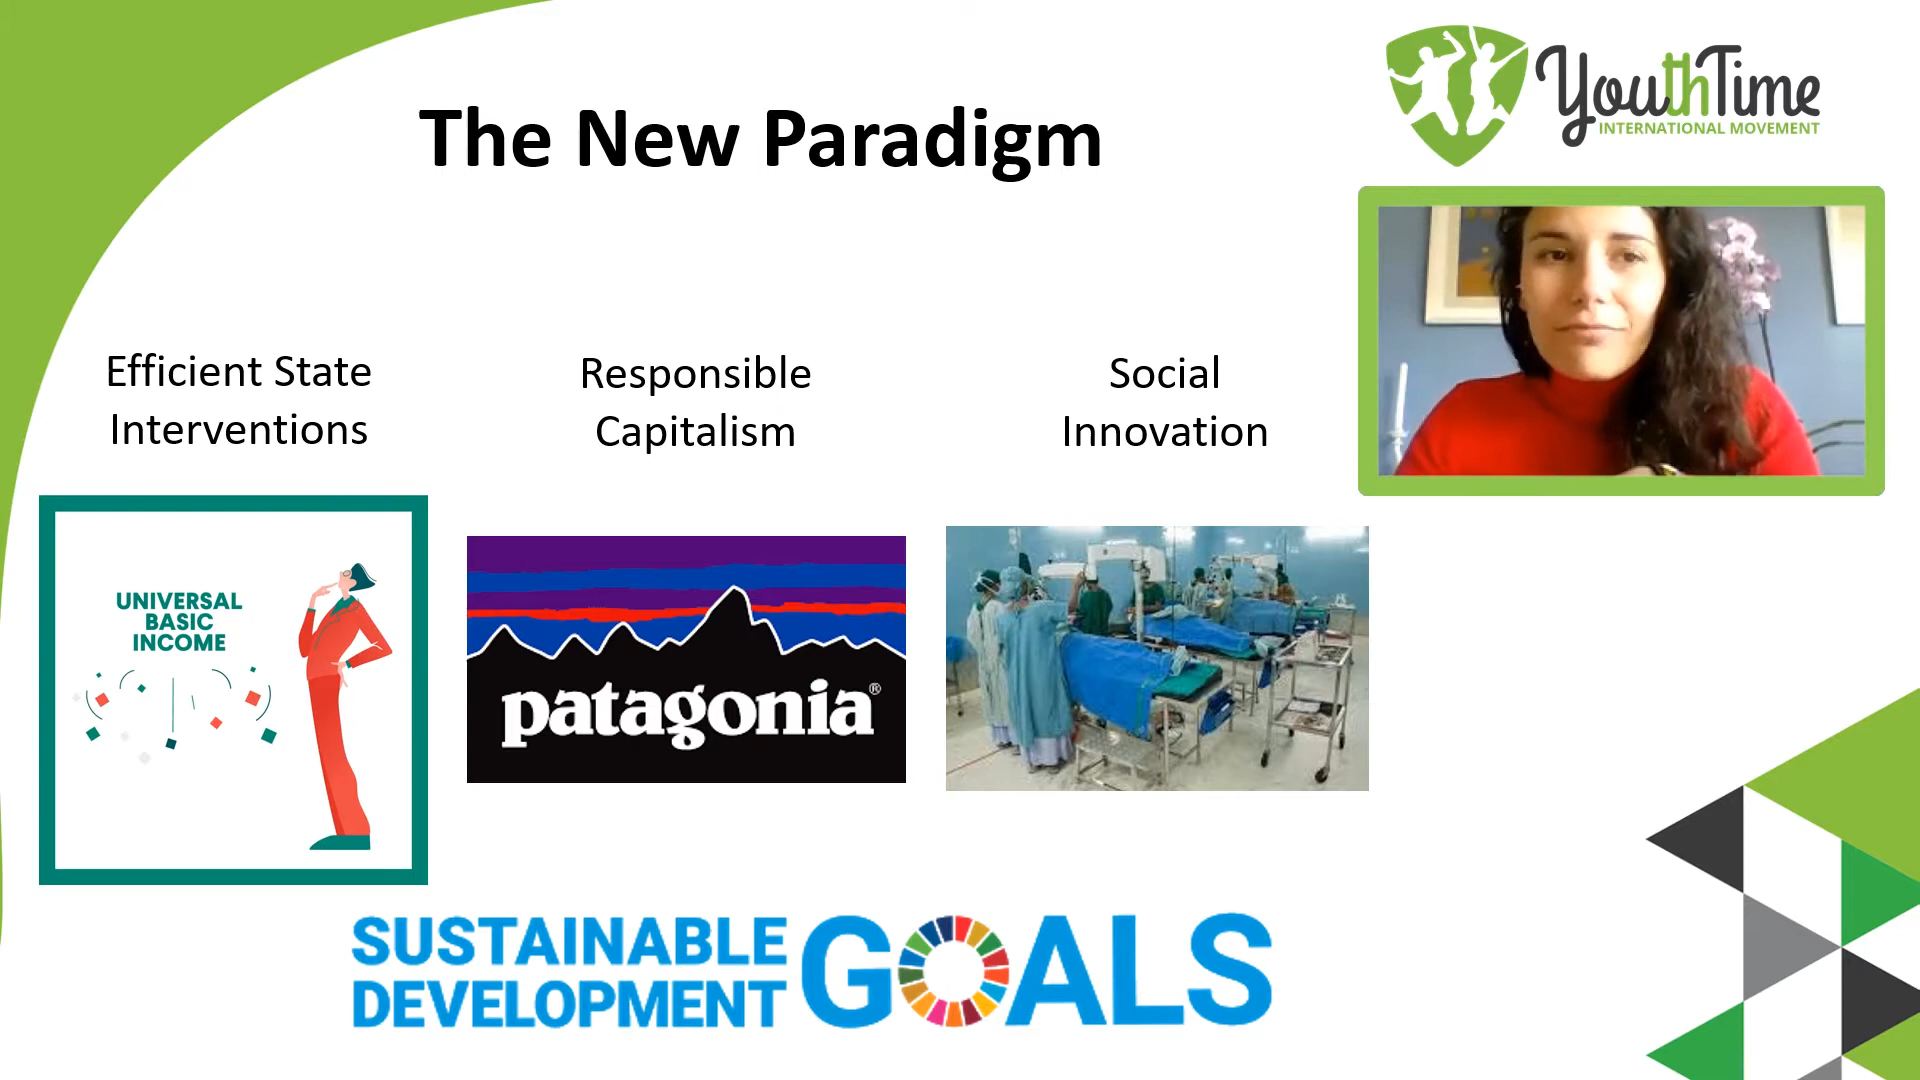 The New Paradigm
YouthTime
INTERNATIONAL MOVEMENT
Efficient State
Interventions
Responsible
Capitalism
Social
Innovation
UNIVERSAL
BASIC
INCOME
patagonia®
SUSTAINABLE
DEVELOPMENT
GOALS